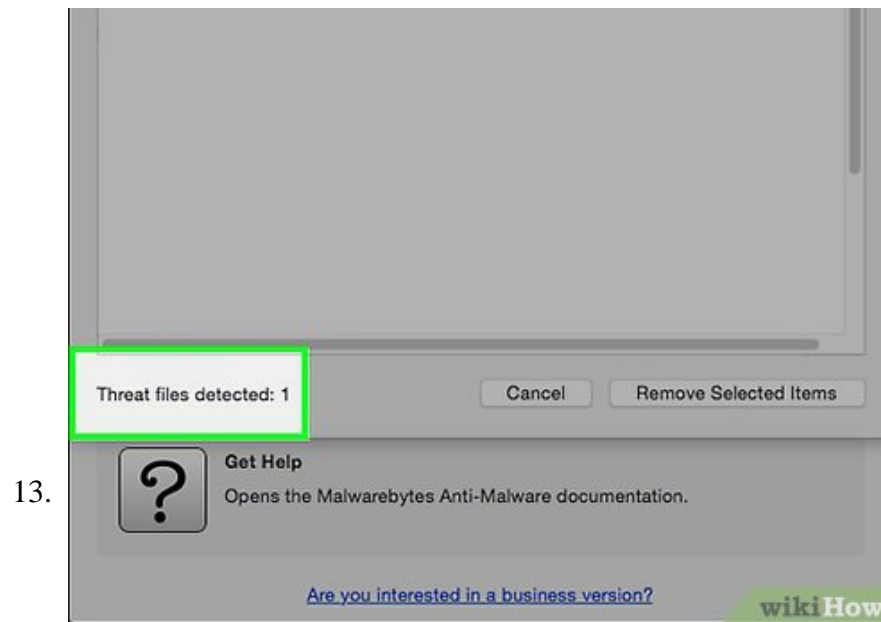 Threat files detected: 1
Cancel
Remove Selected Items
?
Get Help
Opens the Malwarebytes Anti-Malware documentation.
13.
Are you interested in a business version?
wikiHow